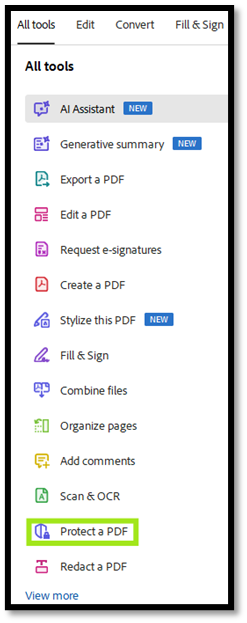 All tools Edit Convert Fill & Sign
All tools
AI Assistant NEW
Generative summary NEW
Export a PDF
Edit a PDF
Request e-signatures
Create a PDF
Stylize this PDF NEW
Fill & Sign
Combine files
Organize pages
Add comments
Scan & OCR
Protect a PDF
Redact a PDF
View more